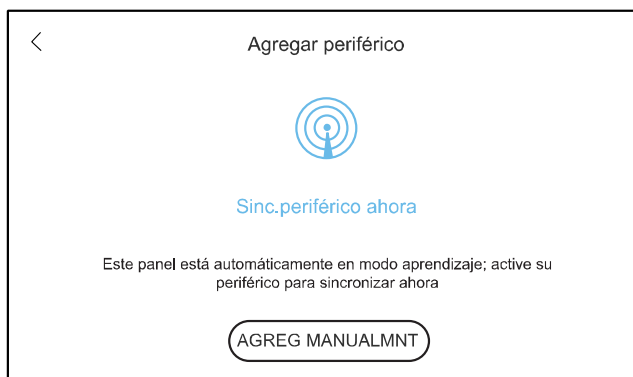 Agregar periférico
Sinc.periférico ahora
Este panel está automáticamente en modo aprendizaje; active su
periférico para sincronizar ahora
AGREG MANUALMNT